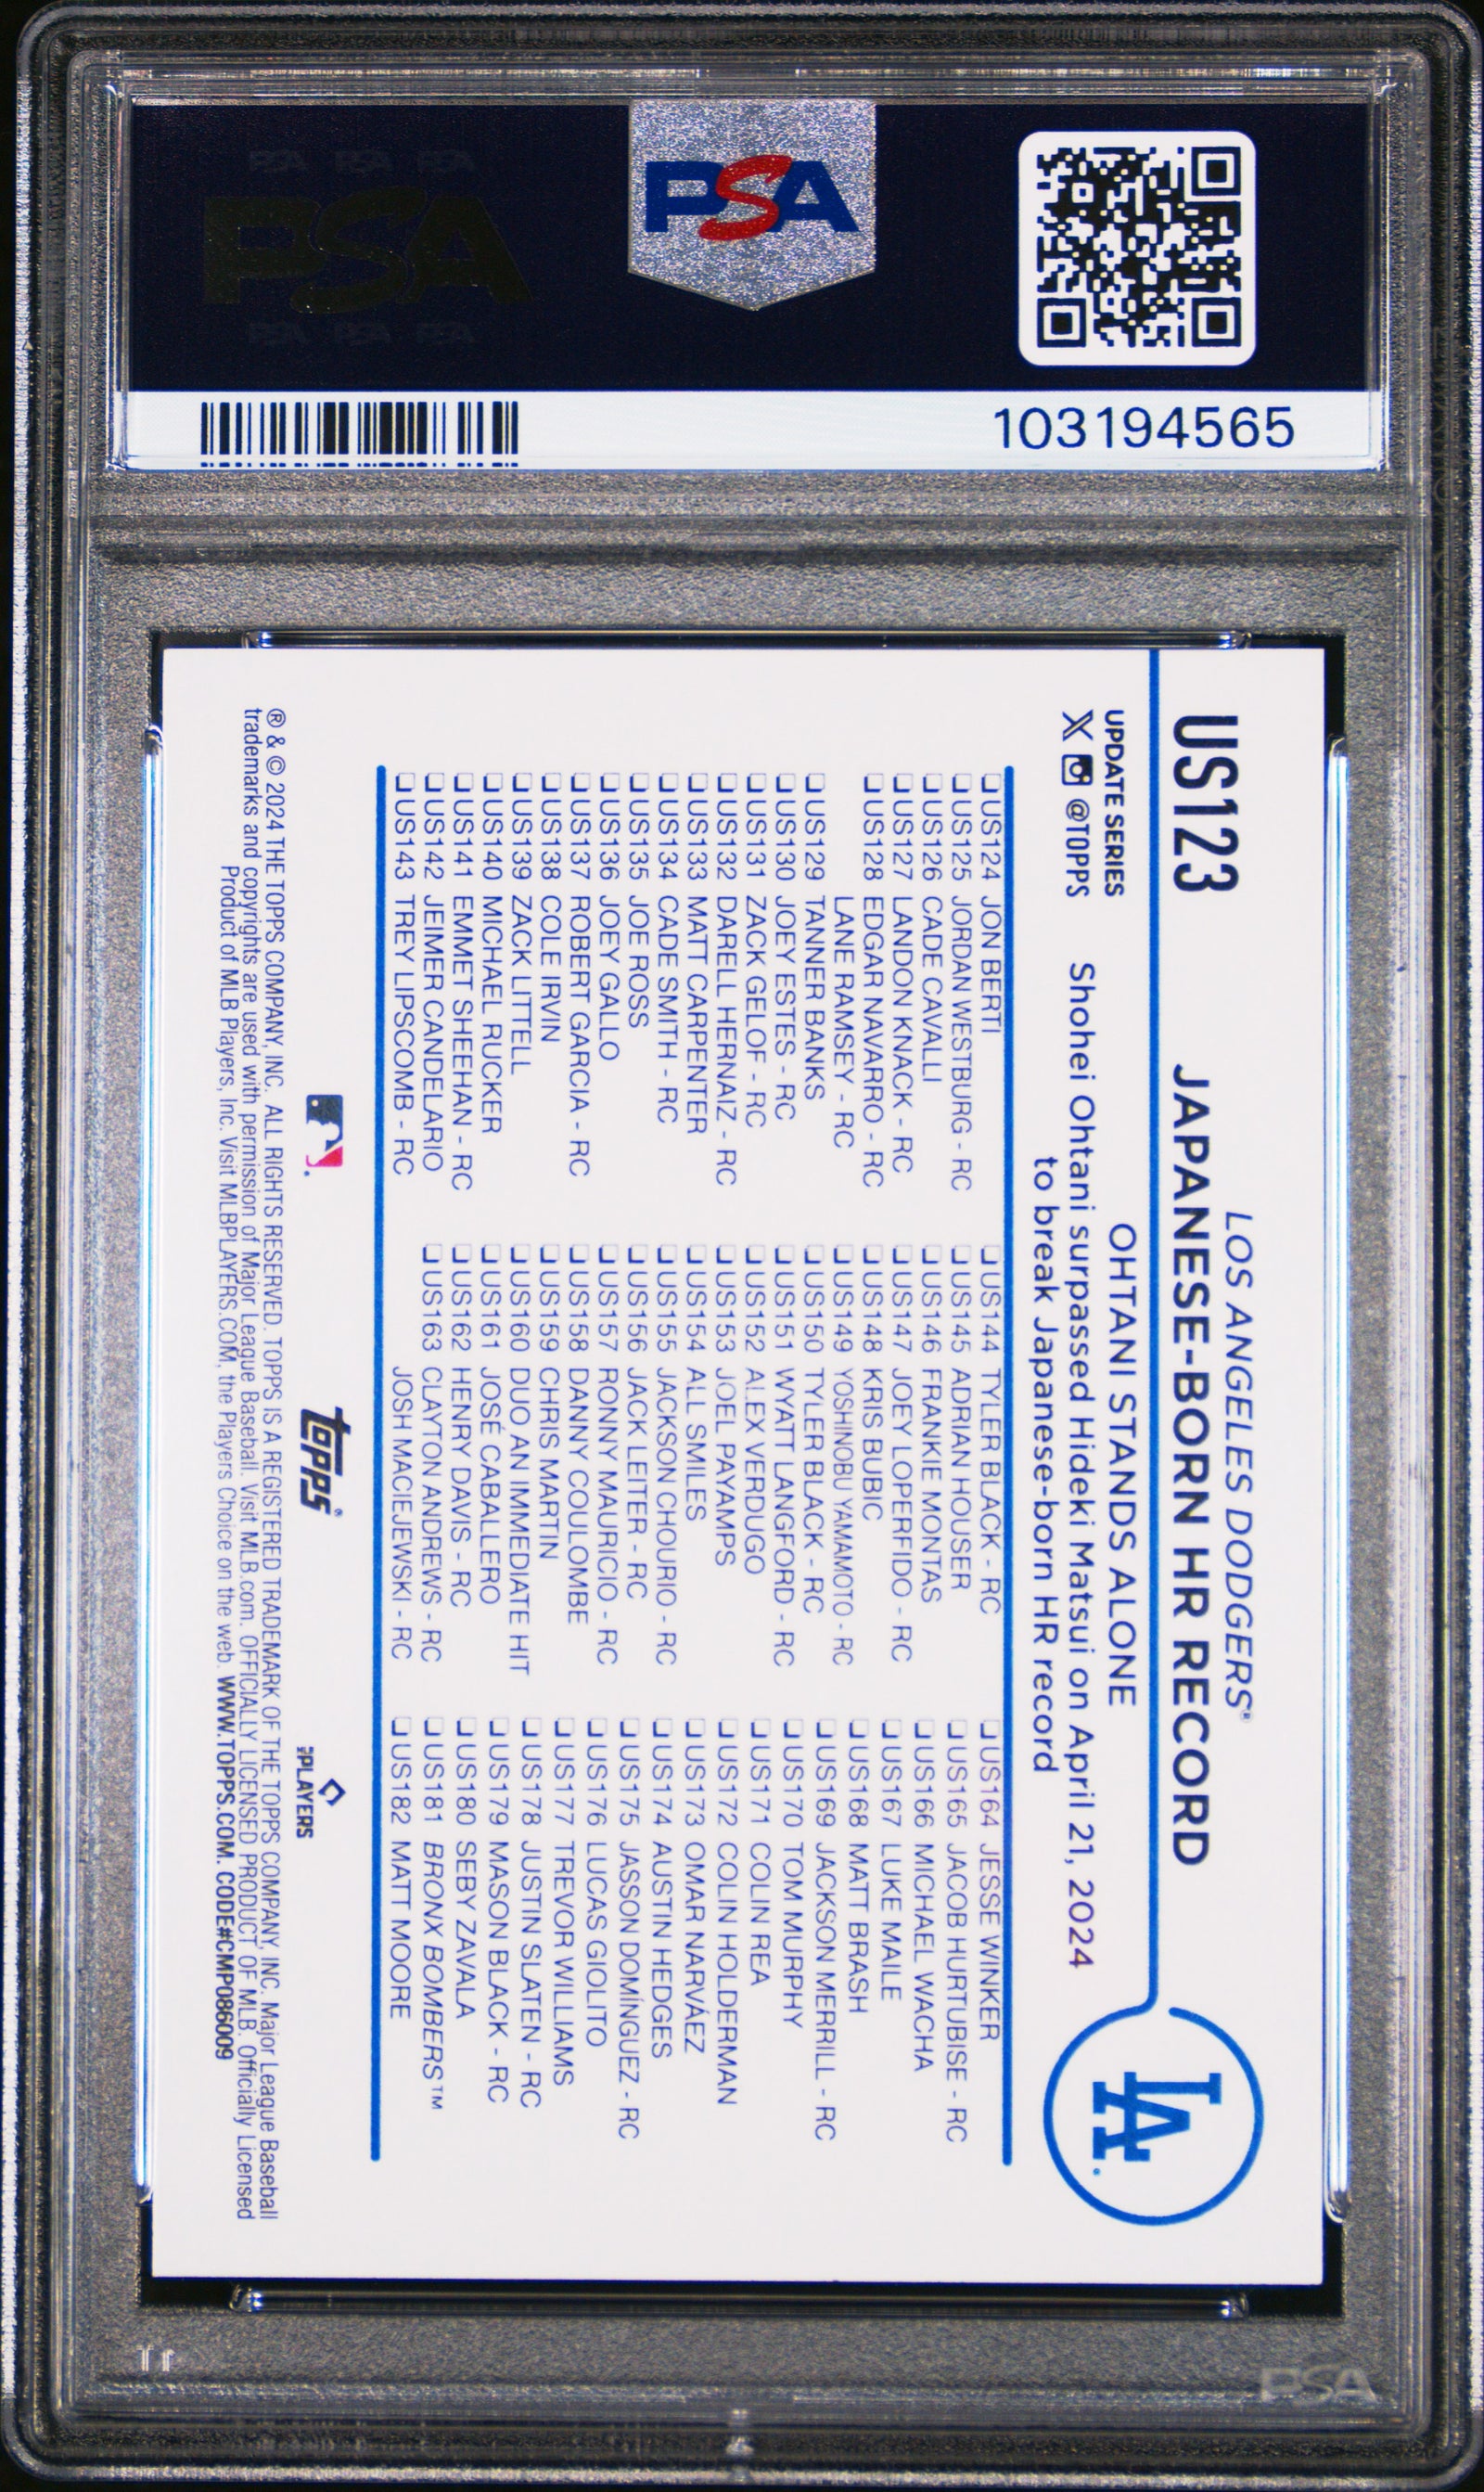 PSA PSA PSA
PSA
PSA PSA PSA
PSA
103194565
US123
LOS ANGELES DODGERS®
JAPANESE-BORN HR RECORD
UPDATE SERIES
X @TOPPS
OHTANI STANDS ALONE
Shohei Ohtani surpassed Hideki Matsui on April 21, 2024
to break Japanese-born HR record
LA
❏US124 JON BERTI
❏US125 JORDAN WESTBURG - RC
❏US126 CADE CAVALLI
❏US127 LANDON KNACK - RC
❏US128 EDGAR NAVARRO - RC
LANE RAMSEY - RC
❏US129 TANNER BANKS
❏US130 JOEY ESTES - RC
❏US131 ZACK GELOF - RC
❏US132 DARELL HERNAIZ - RC
❏US133 MATT CARPENTER
❏US134 CADE SMITH - RC
❏US135 JOE ROSS
❏US136 JOEY GALLO
❏US137 ROBERT GARCIA - RC
❏US138 COLE IRVIN
❏US139 ZACK LITTELL
❏US140 MICHAEL RUCKER
❏US141 EMMET SHEEHAN - RC
❏US142 JEIMER CANDELARIO
❏US143 TREY LIPSCOMB - RC
❏US144 TYLER BLACK - RC
❏US145 ADRIAN HOUSER
❏US146 FRANKIE MONTAS
❏US147 JOEY LOPERFIDO - RC
❏US148 KRIS BUBIC
❏US149 YOSHINOBU YAMAMOTO - RC
❏US150 TYLER BLACK - RC
❏US151 WYATT LANGFORD - RC
❏US152 ALEX VERDUGO
❏US153 JOEL PAYAMPS
❏US154 ALL SMILES
❏US155 JACKSON CHOURIO - RC
❏US156 JACK LEITER - RC
❏US157 RONNY MAURICIO - RC
❏US158 DANNY COULOMBE
❏US159 CHRIS MARTIN
❏US160 DUO AN IMMEDIATE HIT
❏US161 JOSÉ CABALLERO
❏US162 HENRY DAVIS - RC
❏US163 CLAYTON ANDREWS - RC
JOSH MACIEJEWSKI - RC
❏US164 JESSE WINKER
❏US165 JACOB HURTUBISE - RC
❏US166 MICHAEL WACHA
❏US167 LUKE MAILE
❏US168 MATT BRASH
❏US169 JACKSON MERRILL - RC
❏US170 TOM MURPHY
❏US171 COLIN REA
❏US172 COLIN HOLDERMAN
❏US173 OMAR NARVÁEZ
❏US174 AUSTIN HEDGES
❏US175 JASSON DOMÍNGUEZ - RC
❏US176 LUCAS GIOLITO
❏US177 TREVOR WILLIAMS
❏US178 JUSTIN SLATEN - RC
❏US179 MASON BLACK - RC
❏US180 SEBY ZAVALA
❏US181 BRONX BOMBERS™
❏US182 MATT MOORE
topps®
PLAYERS
® & © 2024 THE TOPPS COMPANY, INC. ALL RIGHTS RESERVED. TOPPS IS A REGISTERED TRADEMARK OF THE TOPPS COMPANY, INC. Major League Baseball
trademarks and copyrights are used with permission of Major League Baseball. Visit MLB.com. OFFICIALLY LICENSED PRODUCT OF MLB. Officially Licensed
Product of MLB Players, Inc. Visit MLBPLAYERS.COM, the Players Choice on the web. WWW.TOPPS.COM. CODE#CMP086009
PSA